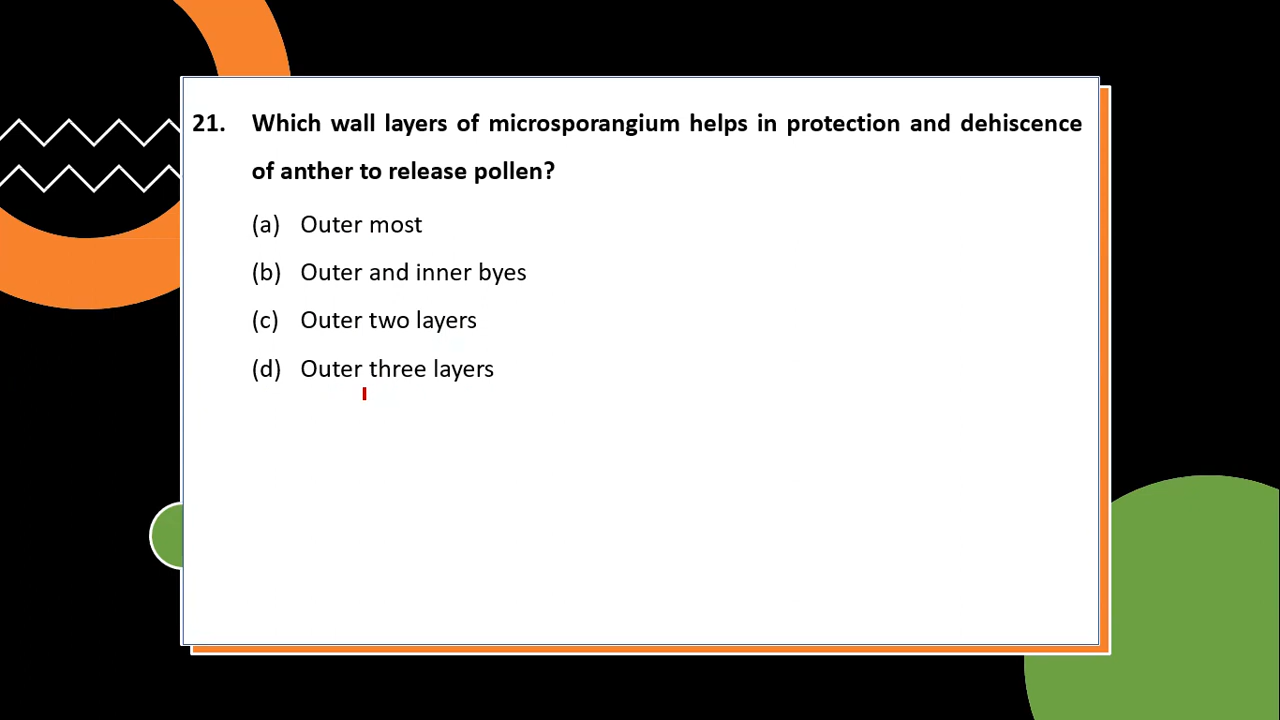 21. Which wall layers of microsporangium helps in protection and dehiscence
of anther to release pollen?
(a) Outer most
(b) Outer and inner byes
(c) Outer two layers
(d) Outer three layers